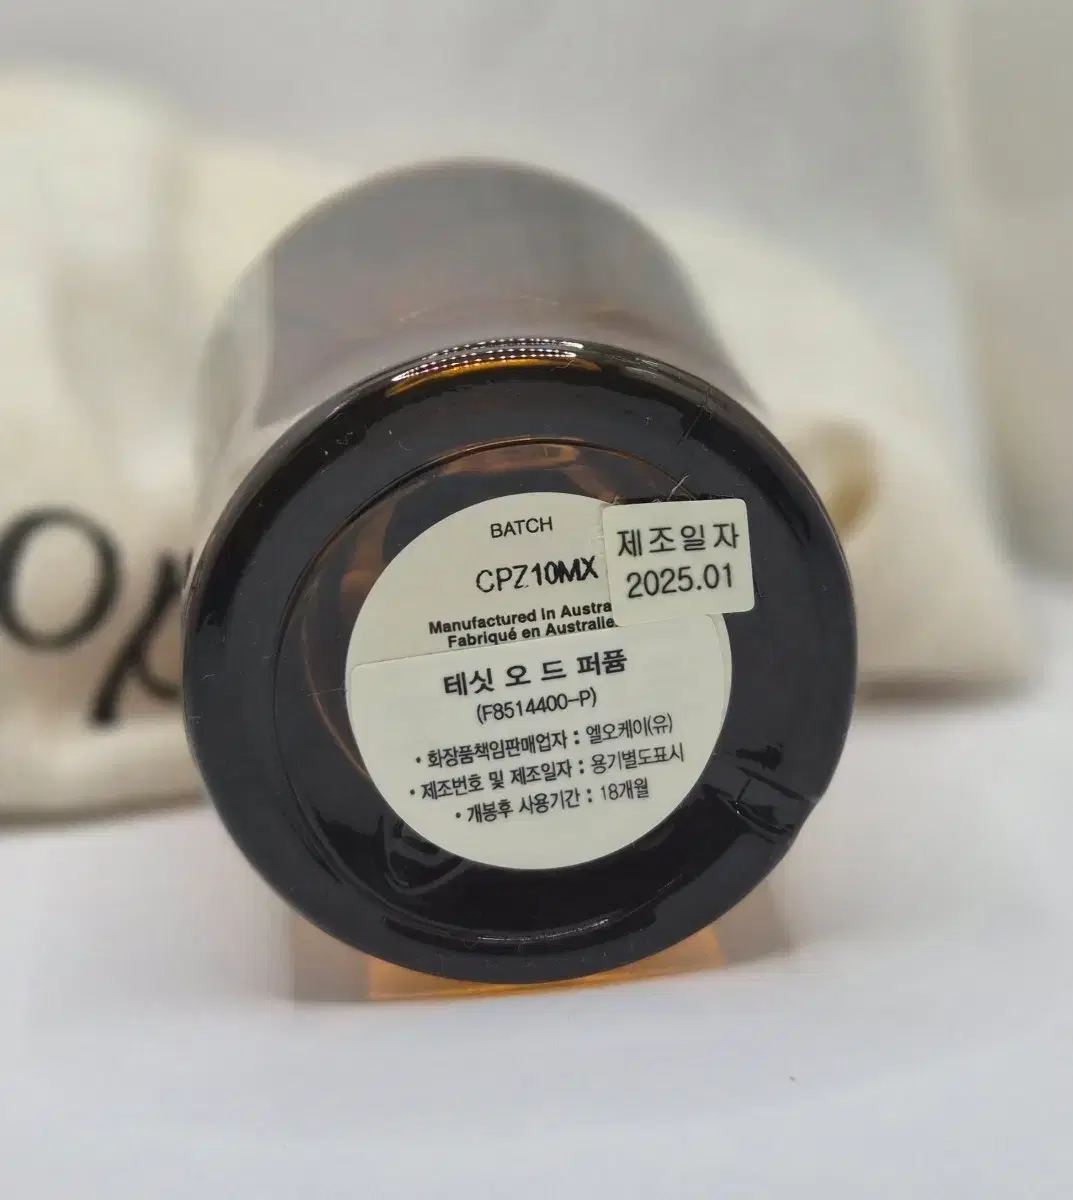 BATCH
CPZ10MX
제조일자
2025.01
Manufactured in Austra
Fabriqué en Australie
테싯 오 드 퍼퓸
(F8514400-P)
• 화장품책임판매업자 : 엘오케이(유)
• 제조번호 및 제조일자 : 용기별도표시
• 개봉후 사용기간 : 18개월